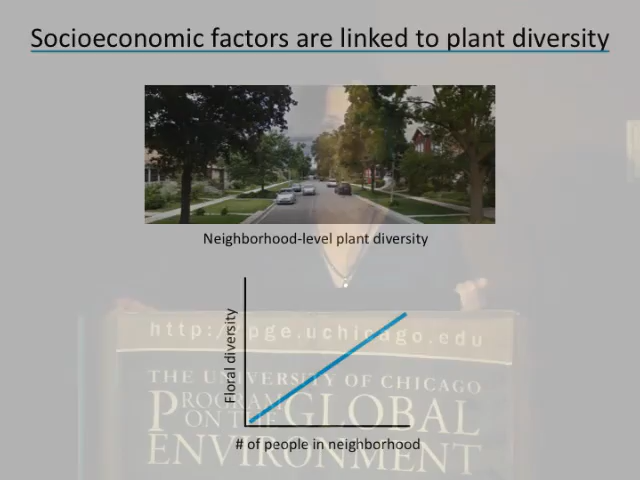 Socioeconomic factors are linked to plant diversity
Neighborhood-level plant diversity
Floral diversity
# of people in neighborhood
http://pge.uchicago.edu
THE UNIVERSITY OF CHICAGO
PROGRAM
ON THE
GLOBAL
ENVIRONMENT